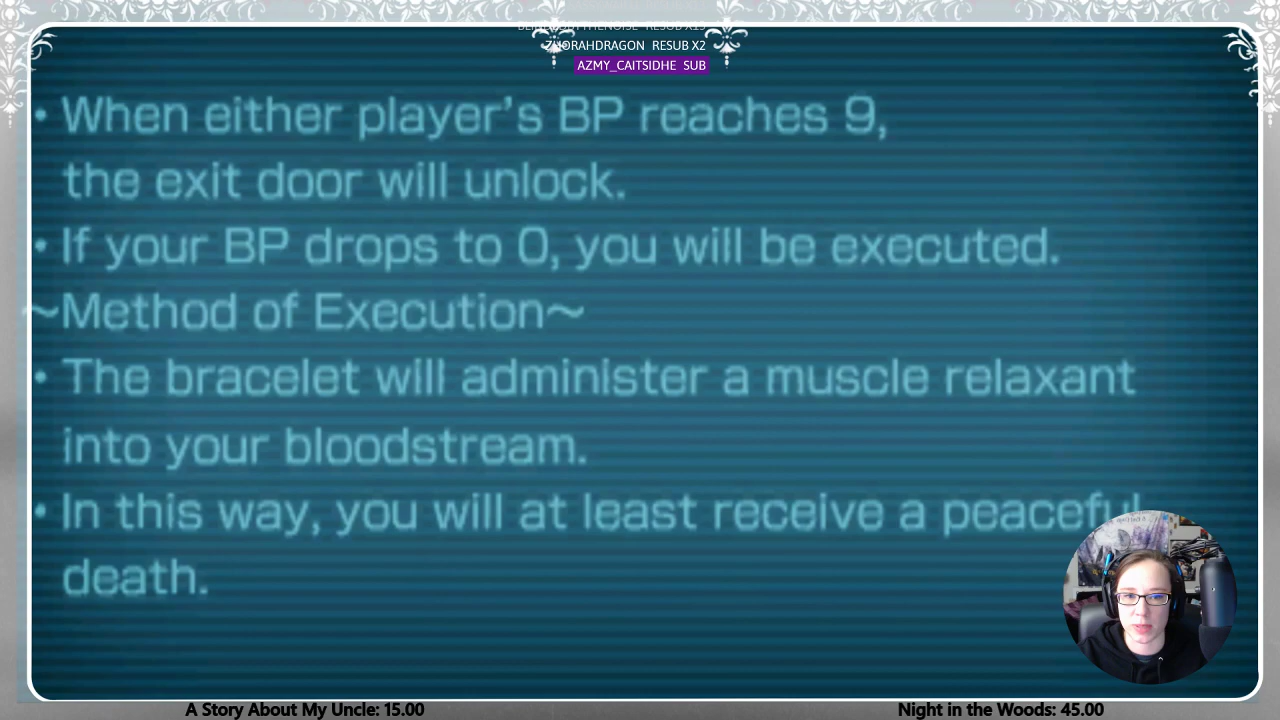 ZHORAHDRAGON RESUB X2
AZMY_CAITSIDHE SUB
• When either player's BP reaches 9,
the exit door will unlock.
• If your BP drops to 0, you will be executed.
~Method of Execution~
• The bracelet will administer a muscle relaxant
into your bloodstream.
• In this way, you will at least receive a peaceful
death.
A Story About My Uncle: 15.00
Night in the Woods: 45.00